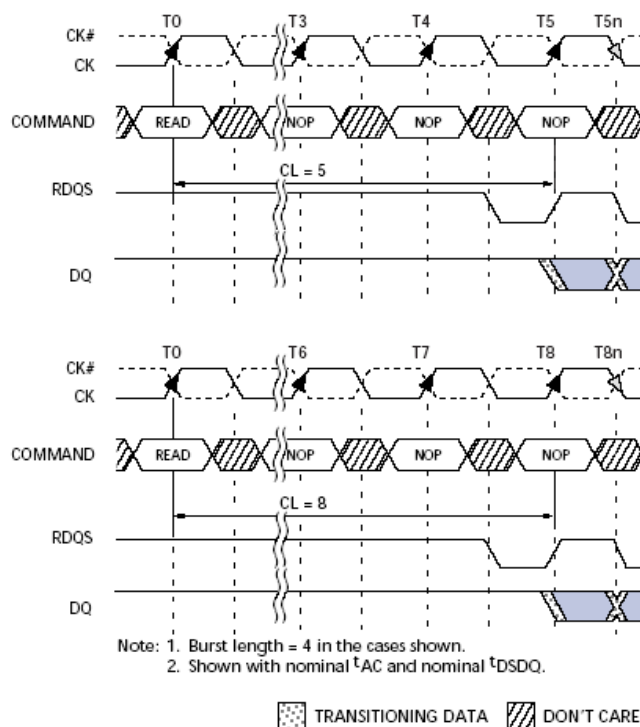 T0 T3 T4 T5 T5n
CK#
CK
COMMAND READ NOP NOP NOP
CL = 5
RDQS
DQ
T0 T6 T7 T8 T8n
CK#
CK
COMMAND READ NOP NOP NOP
CL = 8
RDQS
DQ
Note: 1. Burst length = 4 in the cases shown.
2. Shown with nominal tAC and nominal tDSDQ.
TRANSITIONING DATA DON'T CARE